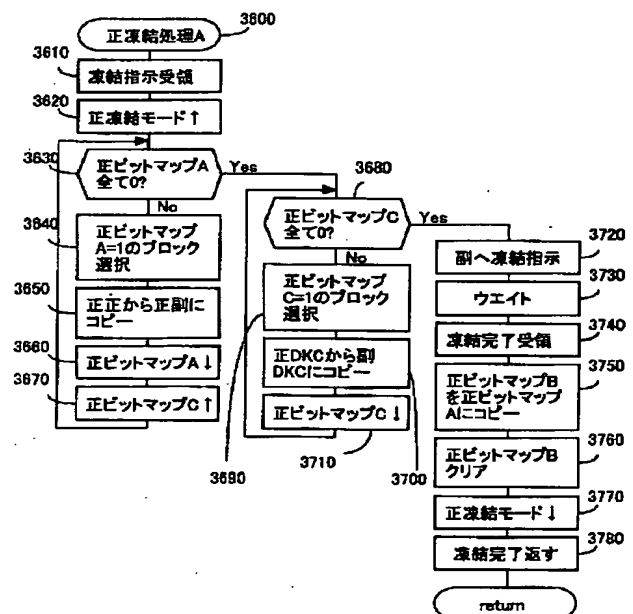 正凍結処理A
3600
3610
凍結指示受領
3620
正凍結モード↑
3630
正ビットマップA
全て0?
Yes
No
3640
正ビットマップ
A=1のブロック
選択
3650
正正から正副に
コピー
3660
正ビットマップA↓
3670
正ビットマップC↑
3680
正ビットマップC
全て0?
Yes
No
正ビットマップ
C=1のブロック
選択
3690
正DKCから副
DKCにコピー
3700
正ビットマップC↓
3710
3720
副へ凍結指示
3730
ウエイト
3740
凍結完了受領
3750
正ビットマップB
を正ビットマップ
Aにコピー
3760
正ビットマップB
クリア
3770
正凍結モード↓
3780
凍結完了返す
return